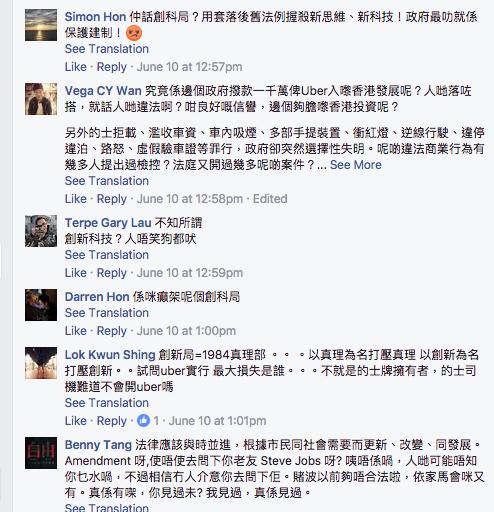 Simon Hon 仲話創科局？用套落後舊法例握殺新思維、新科技！政府最叻就係
保護建制！
See Translation
Like · Reply · June 10 at 12:57pm
Vega CY Wan 究竟係邊個政府撥款一千萬俾Uber入嚟香港發展呢？人哋落咗
搭，就話人哋違法啊？咁良好嘅信譽，邊個夠膽嚟香港投資呢？
另外的士拒載、濫收車資、車內吸煙、多部手提裝置、衝紅燈、逆線行駛、違停
違泊、路怒、虛假驗車證等罪行，政府卻突然選擇性失明。呢啲違法商業行為有
幾多人提出過檢控？法庭又開過幾多呢啲案件？... See More
See Translation
Like · Reply · June 10 at 12:58pm · Edited
Terpe Gary Lau 不知所謂
創新科技？人唔笑狗都吠
See Translation
Like · Reply · June 10 at 12:59pm
Darren Hon 係咪癲架呢個創科局
See Translation
Like · Reply · June 10 at 1:00pm
Lok Kwun Shing 創新局=1984真理部 。。。以真理為名打壓真理 以創新為名
打壓創新。。試問uber實行 最大損失是誰。。。不就是的士牌擁有者，的士司
機難道不會開uber嗎
See Translation
Like · Reply · 1 · June 10 at 1:01pm
自由
Benny Tang 法律應該與時並進，根據市民同社會需要而更新、改變、同發展。
Amendment 呀,使唔使去問下你老友 Steve Jobs 呀? 咦唔係喎，人哋可能唔知
你乜水喎，不過相信冇人介意你去問下佢。賭波以前夠唔合法啦，依家馬會咪又
有。真係有㗎，你見過未? 我見過，真係見過。
See Translation